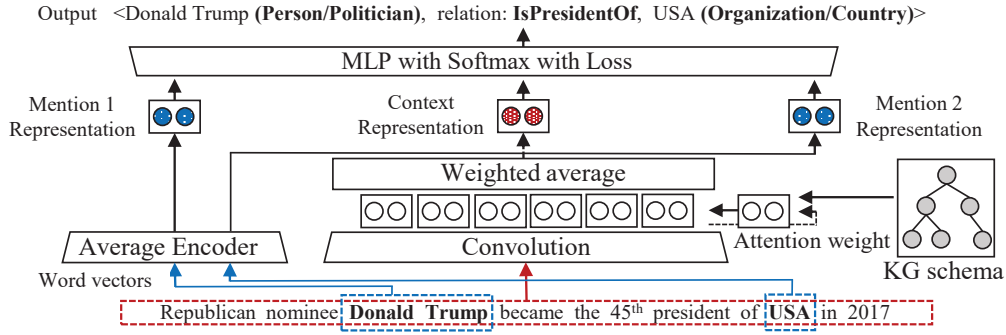 Output <Donald Trump (Person/Politician), relation: IsPresidentOf, USA (Organization/Country)>
MLP with Softmax with Loss
Mention 1
Representation
Context
Representation
Mention 2
Representation
Weighted average
Average Encoder
Convolution
Attention weight
KG schema
Word vectors
Republican nominee Donald Trump became the 45th president of USA in 2017